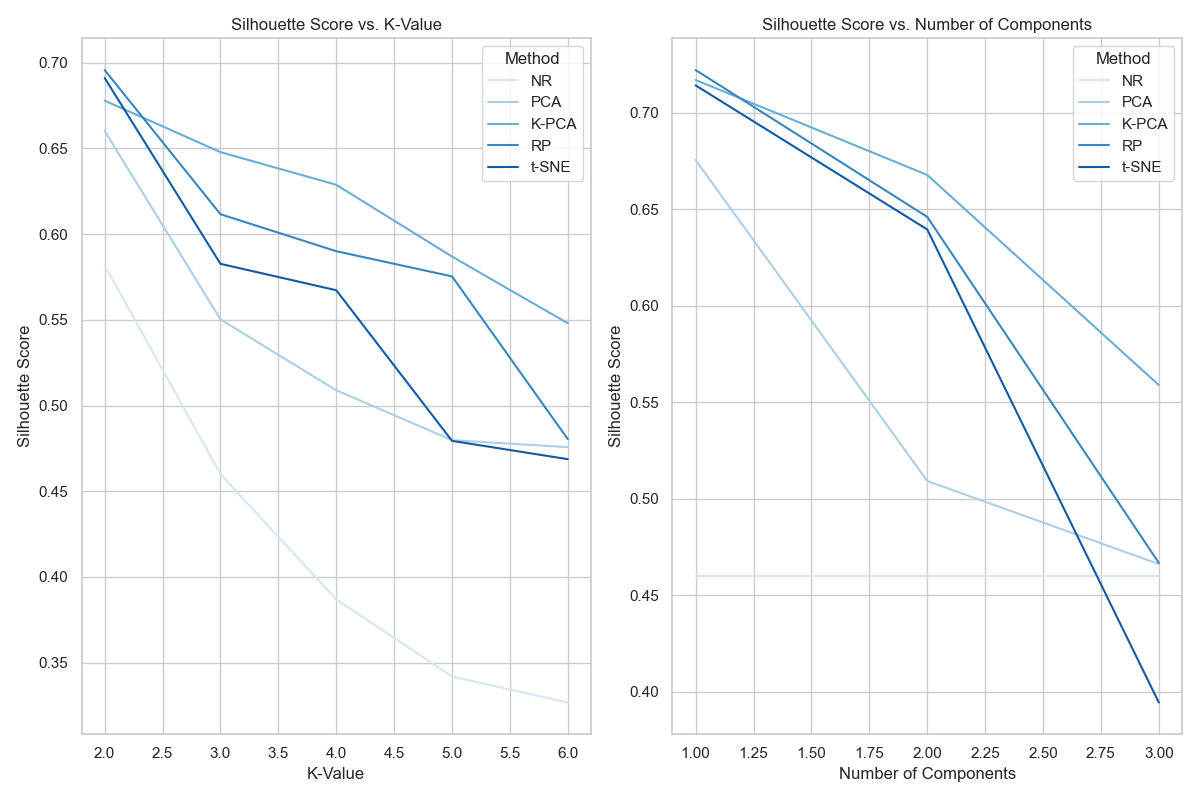 Silhouette Score vs. K-Value
Silhouette Score
0.70
0.65
0.60
0.55
0.50
0.45
0.40
0.35
Method
NR
PCA
K-PCA
RP
t-SNE
2.0 2.5 3.0 3.5 4.0 4.5 5.0 5.5 6.0
K-Value
Silhouette Score vs. Number of Components
Silhouette Score
0.70
0.65
0.60
0.55
0.50
0.45
0.40
Method
NR
PCA
K-PCA
RP
t-SNE
1.00 1.25 1.50 1.75 2.00 2.25 2.50 2.75 3.00
Number of Components